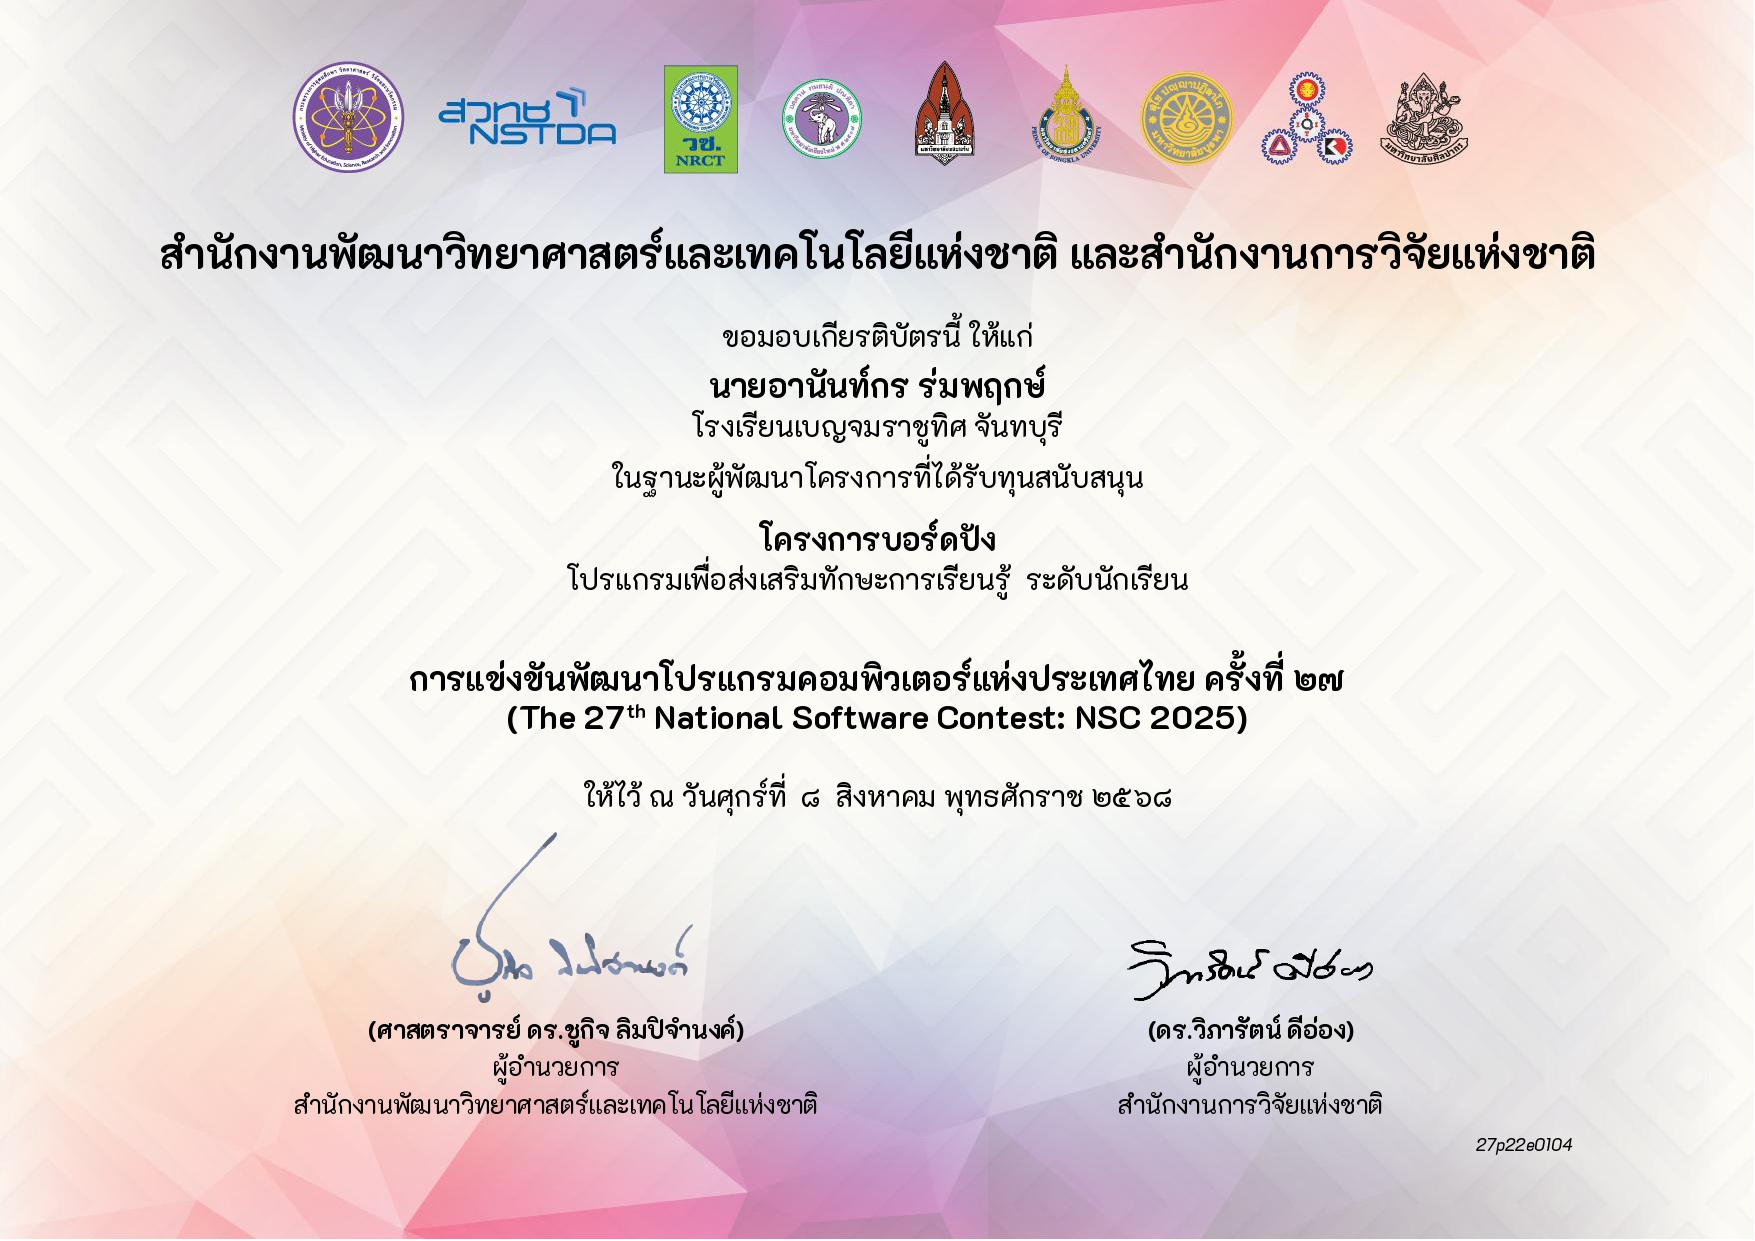 สวทช
NSTDA
วช.
NRCT
PRINCE OF SONGKLA UNIVERSITY
มหาวิทยาลัยศิลปากร
สำนักงานพัฒนาวิทยาศาสตร์และเทคโนโลยีแห่งชาติ และสำนักงานการวิจัยแห่งชาติ
ขอมอบเกียรติบัตรนี้ ให้แก่
นายอานันท์กร ร่มพฤกษ์
โรงเรียนเบญจมราชูทิศ จันทบุรี
ในฐานะผู้พัฒนาโครงการที่ได้รับทุนสนับสนุน
โครงการบอร์ดปัง
โปรแกรมเพื่อส่งเสริมทักษะการเรียนรู้ ระดับนักเรียน
การแข่งขันพัฒนาโปรแกรมคอมพิวเตอร์แห่งประเทศไทย ครั้งที่ ๒๗
(The 27th National Software Contest: NSC 2025)
ให้ไว้ ณ วันศุกร์ที่ ๘ สิงหาคม พุทธศักราช ๒๕๖๘
(ศาสตราจารย์ ดร.ชูกิจ ลิมปิจำนงค์)
ผู้อำนวยการ
สำนักงานพัฒนาวิทยาศาสตร์และเทคโนโลยีแห่งชาติ
(ดร.วิภารัตน์ ดีอ่อง)
ผู้อำนวยการ
สำนักงานการวิจัยแห่งชาติ
27p22e0104